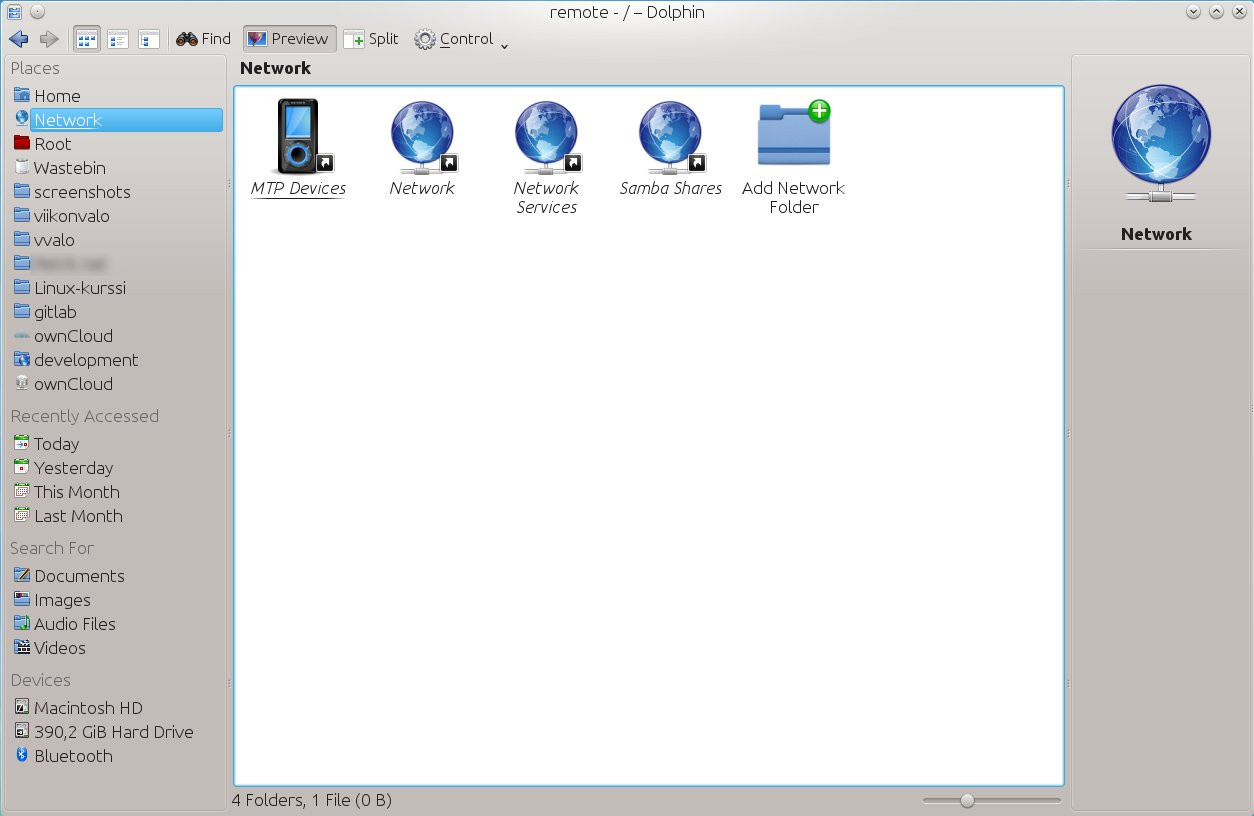 remote - / – Dolphin
Find
Preview
Split
Control
Places
Home
Network
Root
Wastebin
screenshots
viikonvalo
vvalo
Linux-kurssi
gitlab
ownCloud
development
ownCloud
Recently Accessed
Today
Yesterday
This Month
Last Month
Search For
Documents
Images
Audio Files
Videos
Devices
Macintosh HD
390,2 GiB Hard Drive
Bluetooth
Network
MTP Devices
Network
Network
Services
Samba Shares
Add Network
Folder
4 Folders, 1 File (0 B)
Network